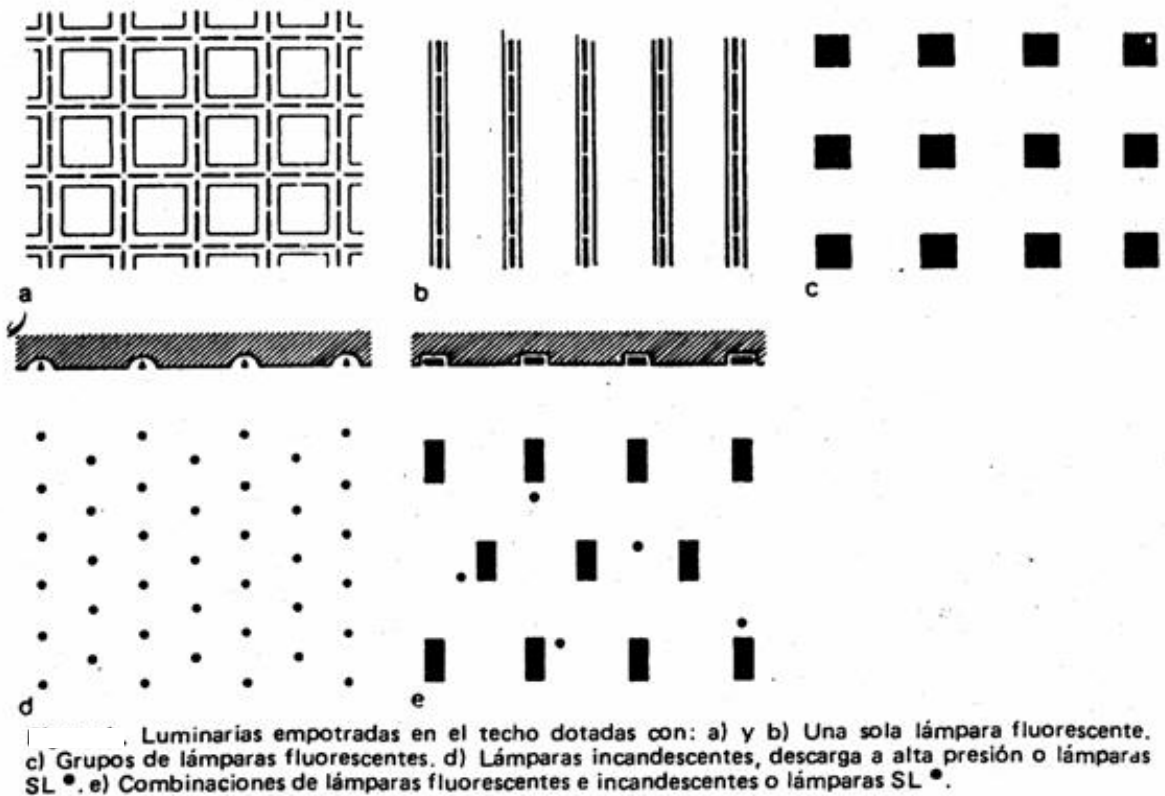 a
b
c
d
e
. Luminarias empotradas en el techo dotadas con: a) y b) Una sola lámpara fluorescente.
c) Grupos de lámparas fluorescentes. d) Lámparas incandescentes, descarga a alta presión o lámparas
SL ●. e) Combinaciones de lámparas fluorescentes e incandescentes o lámparas SL ●.